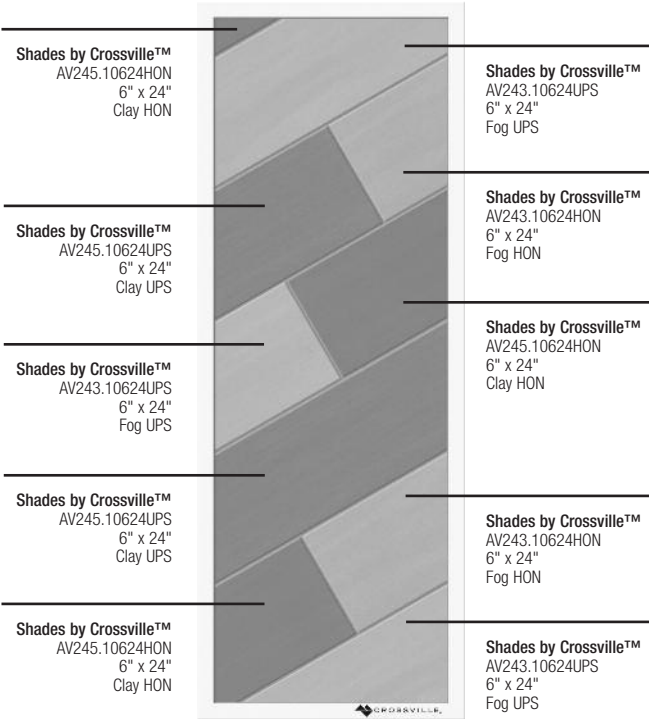 Shades by Crossville™
AV245.10624HON
6" x 24"
Clay HON
Shades by Crossville™
AV245.10624UPS
6" x 24"
Clay UPS
Shades by Crossville™
AV243.10624UPS
6" x 24"
Fog UPS
Shades by Crossville™
AV245.10624UPS
6" x 24"
Clay UPS
Shades by Crossville™
AV245.10624HON
6" x 24"
Clay HON
Shades by Crossville™
AV243.10624UPS
6" x 24"
Fog UPS
Shades by Crossville™
AV243.10624HON
6" x 24"
Fog HON
Shades by Crossville™
AV245.10624HON
6" x 24"
Clay HON
Shades by Crossville™
AV243.10624HON
6" x 24"
Fog HON
Shades by Crossville™
AV243.10624UPS
6" x 24"
Fog UPS
CROSSVILLE